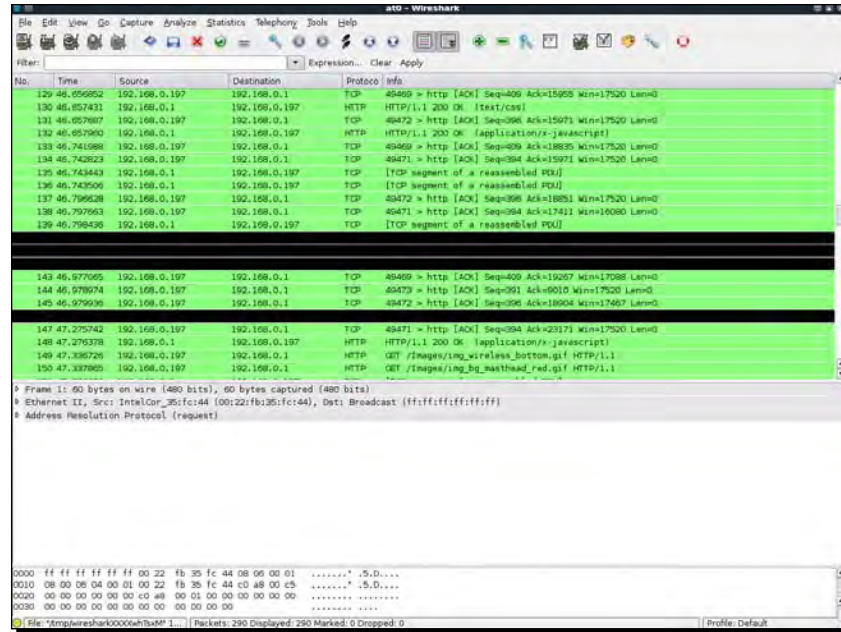 at0 - Wireshark
File Edit View Go Capture Analyze Statistics Telephony Tools Help
Filter: Expression... Clear Apply
No. Time Source Destination Protoco Info
129 46.656852 192.168.0.197 192.168.0.1 TCP 49469 > http [ACK] Seq=409 Ack=15955 Win=17520 Len=0
130 46.657431 192.168.0.1 192.168.0.197 HTTP HTTP/1.1 200 OK (text/css)
131 46.657687 192.168.0.197 192.168.0.1 TCP 49472 > http [ACK] Seq=396 Ack=15971 Win=17520 Len=0
132 46.657960 192.168.0.1 192.168.0.197 HTTP HTTP/1.1 200 OK (application/x-javascript)
133 46.741988 192.168.0.197 192.168.0.1 TCP 49469 > http [ACK] Seq=409 Ack=18835 Win=17520 Len=0
134 46.742823 192.168.0.197 192.168.0.1 TCP 49471 > http [ACK] Seq=394 Ack=15971 Win=17520 Len=0
135 46.743443 192.168.0.1 192.168.0.197 TCP [TCP segment of a reassembled PDU]
136 46.743506 192.168.0.1 192.168.0.197 TCP [TCP segment of a reassembled PDU]
137 46.796628 192.168.0.197 192.168.0.1 TCP 49472 > http [ACK] Seq=396 Ack=18851 Win=17520 Len=0
138 46.797663 192.168.0.197 192.168.0.1 TCP 49471 > http [ACK] Seq=394 Ack=17411 Win=16080 Len=0
139 46.798436 192.168.0.1 192.168.0.197 TCP [TCP segment of a reassembled PDU]
143 46.977065 192.168.0.197 192.168.0.1 TCP 49469 > http [ACK] Seq=409 Ack=19267 Win=17088 Len=0
144 46.978974 192.168.0.197 192.168.0.1 TCP 49473 > http [ACK] Seq=391 Ack=9010 Win=17520 Len=0
145 46.979936 192.168.0.197 192.168.0.1 TCP 49472 > http [ACK] Seq=396 Ack=18904 Win=17467 Len=0
147 47.275742 192.168.0.197 192.168.0.1 TCP 49471 > http [ACK] Seq=394 Ack=23171 Win=17520 Len=0
148 47.276378 192.168.0.1 192.168.0.197 HTTP HTTP/1.1 200 OK (application/x-javascript)
149 47.336726 192.168.0.197 192.168.0.1 HTTP GET /Images/img_wireless_bottom.gif HTTP/1.1
150 47.337865 192.168.0.197 192.168.0.1 HTTP GET /Images/img_bg_masthead_red.gif HTTP/1.1
Frame 1: 60 bytes on wire (480 bits), 60 bytes captured (480 bits)
Ethernet II, Src: IntelCor_35:fc:44 (00:22:fb:35:fc:44), Dst: Broadcast (ff:ff:ff:ff:ff:ff)
Address Resolution Protocol (request)
0000 ff ff ff ff ff ff 00 22 fb 35 fc 44 08 06 00 01 ......." .5.D....
0010 08 00 06 04 00 01 00 22 fb 35 fc 44 c0 a8 00 c5 ......." .5.D....
0020 00 00 00 00 00 00 c0 a8 00 01 00 00 00 00 00 00 ........ ........
0030 00 00 00 00 00 00 00 00 00 00 00 00 ........ ....
Packets: 290 Displayed: 290 Marked: 0 Dropped: 0 Profile: Default